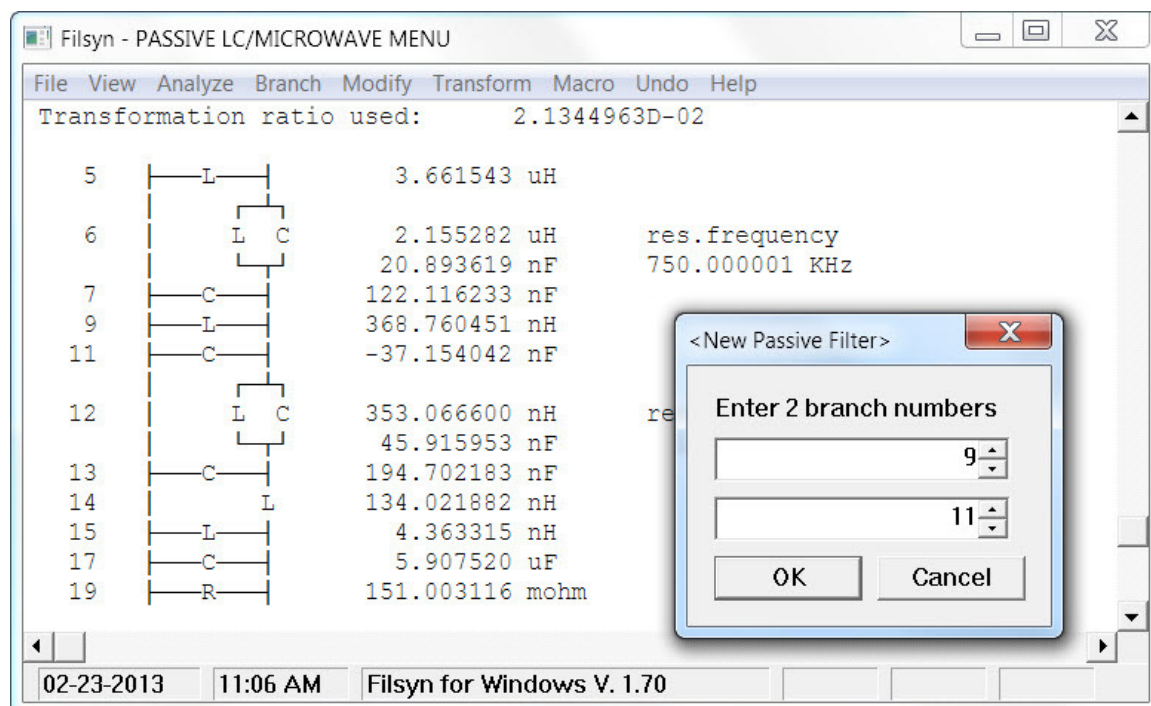 Filsyn - PASSIVE LC/MICROWAVE MENU
File View Analyze Branch Modify Transform Macro Undo Help
Transformation ratio used: 2.1344963D-02
5 L 3.661543 uH
6 L C 2.155282 uH res.frequency
20.893619 nF 750.000001 KHz
7 C 122.116233 nF
9 L 368.760451 nH
11 C -37.154042 nF
12 L C 353.066600 nH re
45.915953 nF
13 C 194.702183 nF
14 L 134.021882 nH
15 L 4.363315 nH
17 C 5.907520 uF
19 R 151.003116 mohm
<New Passive Filter>
Enter 2 branch numbers
9
11
OK Cancel
02-23-2013 11:06 AM Filsyn for Windows V. 1.70